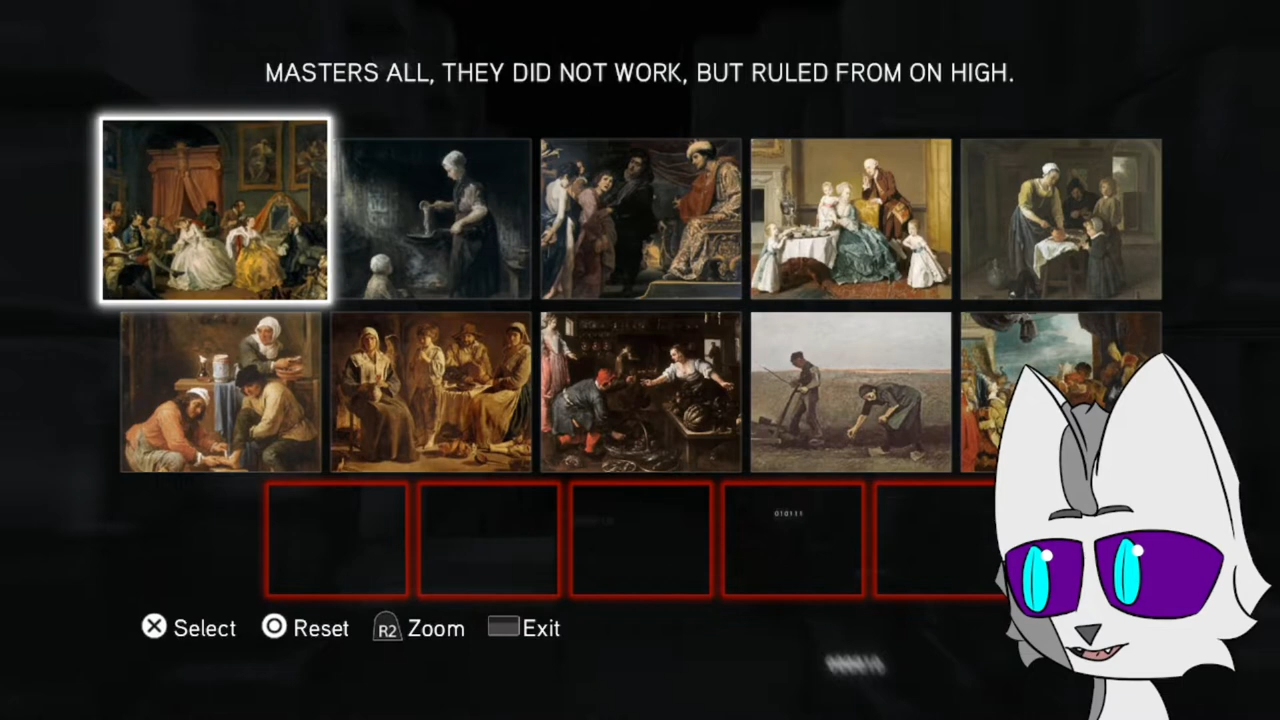 MASTERS ALL, THEY DID NOT WORK, BUT RULED FROM ON HIGH.
010111
Select Reset R2 Zoom Exit